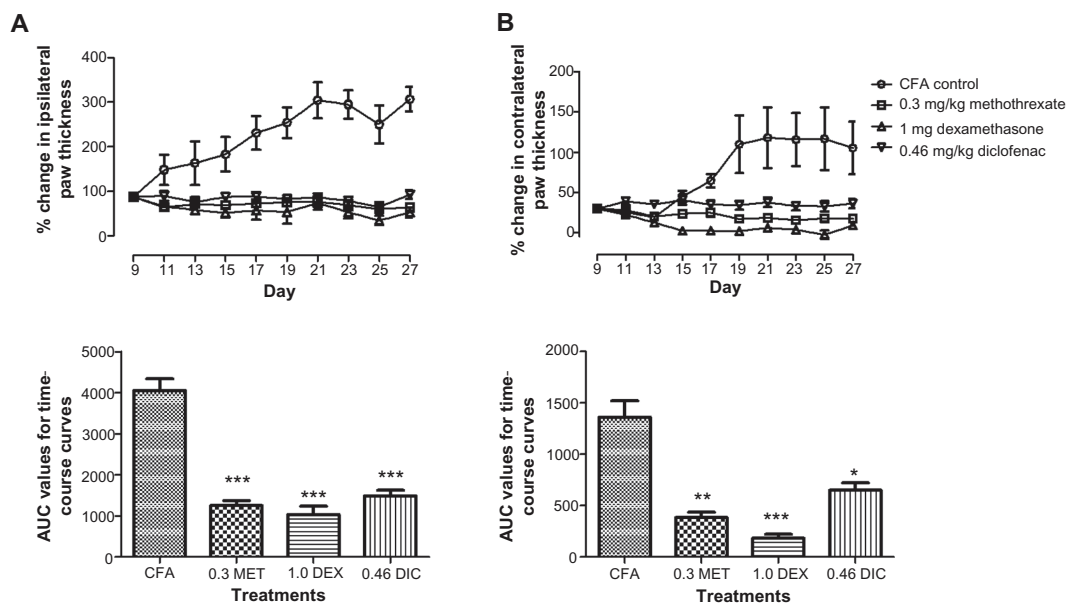 A
% change in ipsilateral
paw thickness
400
300
200
100
0
9 11 13 15 17 19 21 23 25 27
Day
B
% change in contralateral
paw thickness
200
150
100
50
0
9 11 13 15 17 19 21 23 25 27
Day
CFA control
0.3 mg/kg methothrexate
1 mg dexamethasone
0.46 mg/kg diclofenac
AUC values for time-
course curves
5000
4000
3000
2000
1000
0
***
***
***
CFA 0.3 MET 1.0 DEX 0.46 DIC
Treatments
AUC values for time-
course curves
2000
1500
1000
500
0
**
***
*
CFA 0.3 MET 1.0 DEX 0.46 DIC
Treatments